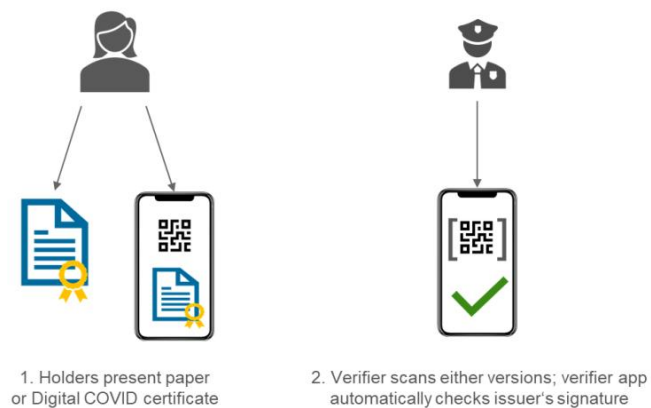 1. Holders present paper
or Digital COVID certificate
2. Verifier scans either versions; verifier app
automatically checks issuer‘s signature